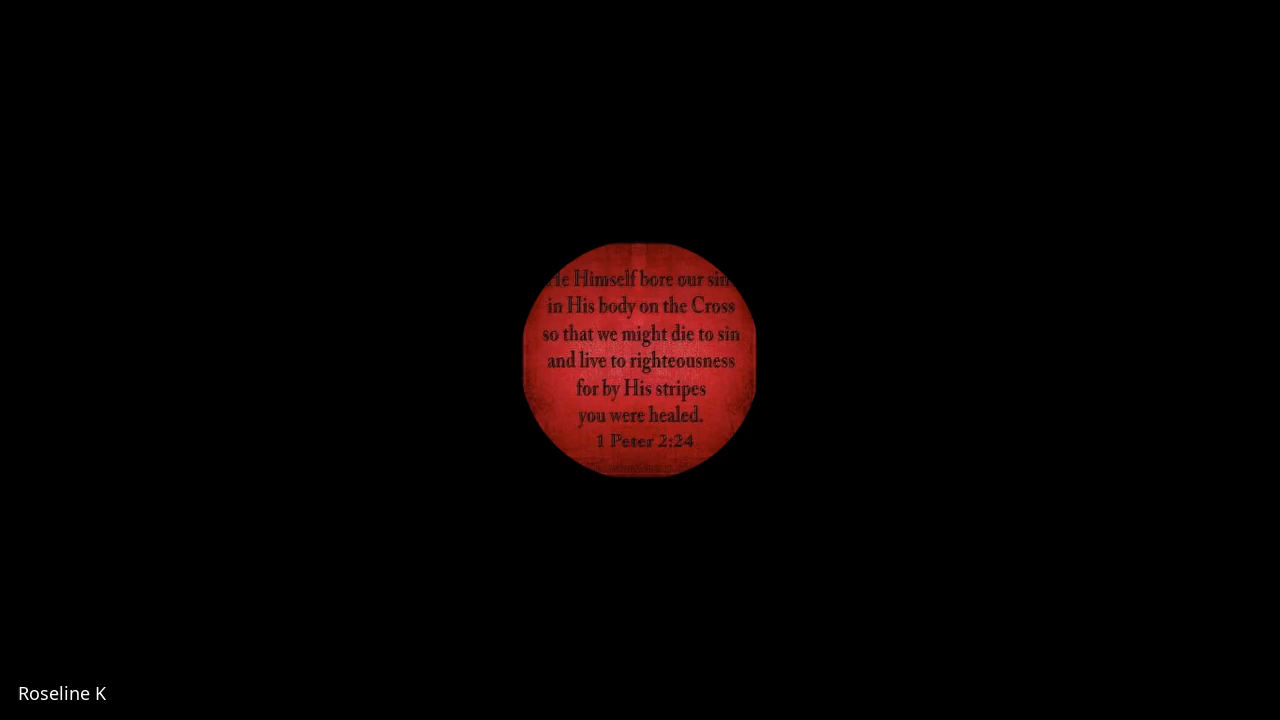 He Himself bore our sin
in His body on the Cross
so that we might die to sin
and live to righteousness
for by His stripes
you were healed.
1 Peter 2:24
Roseline K